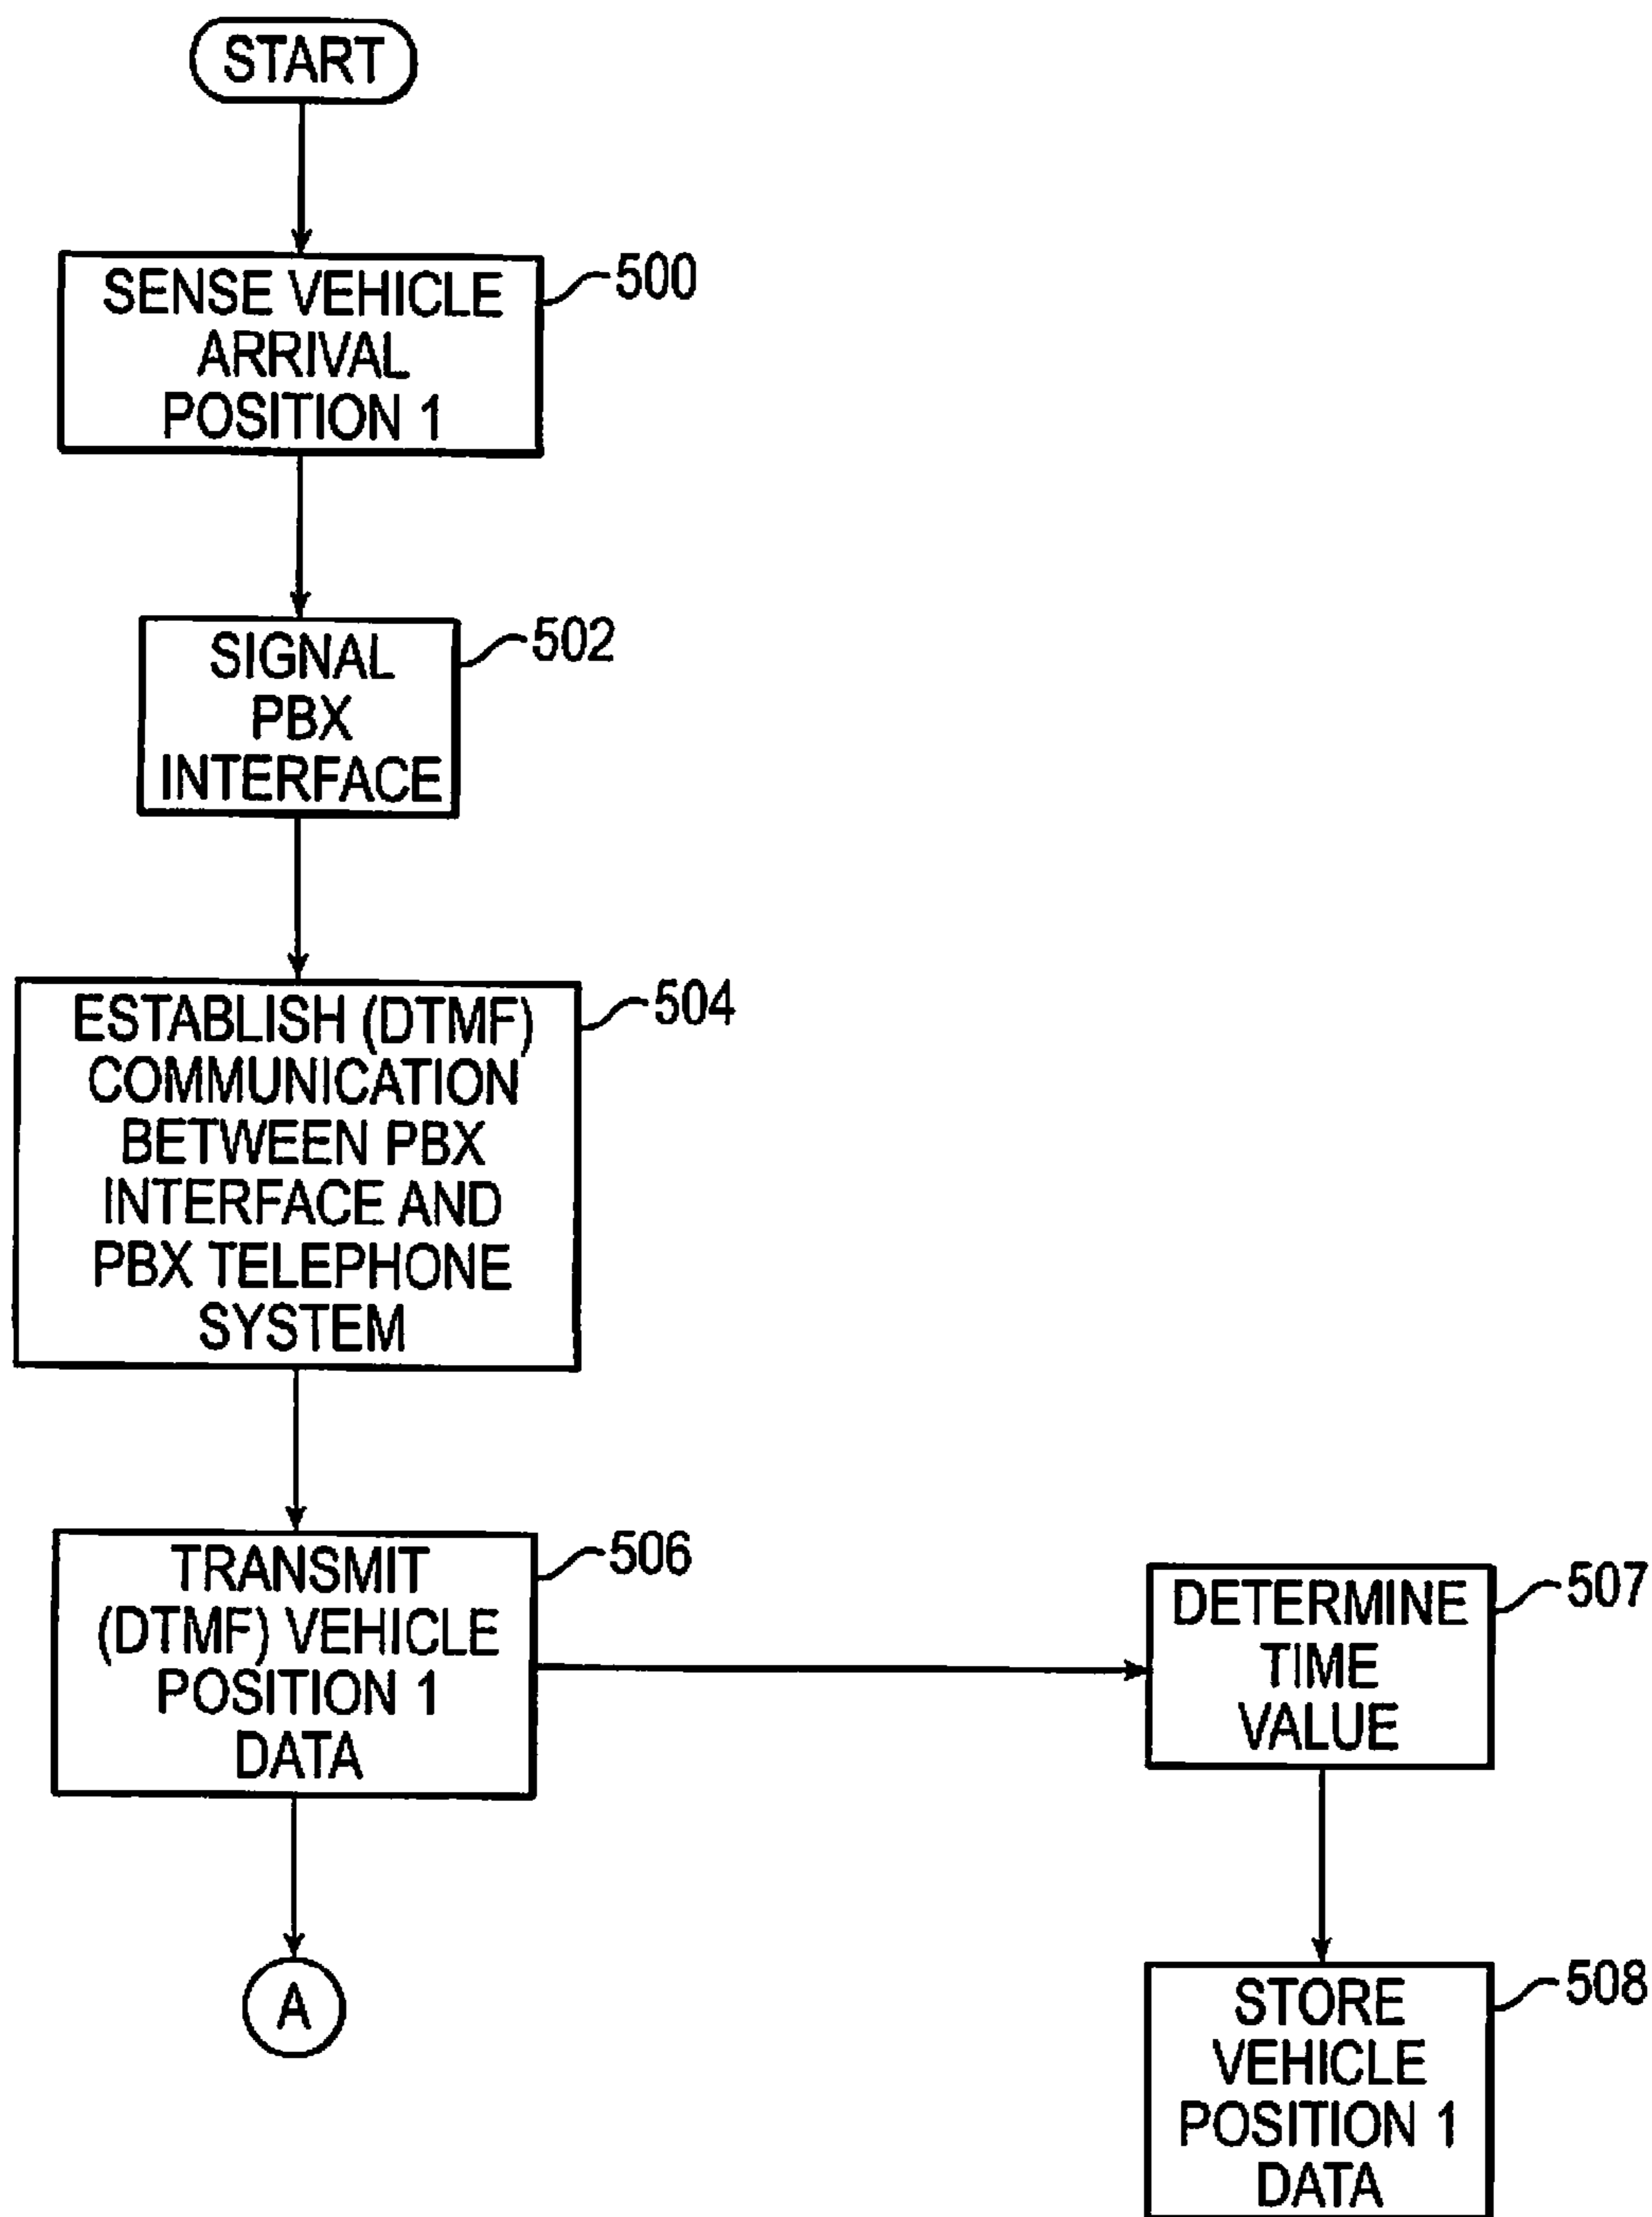 START
SENSE VEHICLE
ARRIVAL
POSITION 1
500
SIGNAL
PBX
INTERFACE
502
ESTABLISH (DTMF)
COMMUNICATION
BETWEEN PBX
INTERFACE AND
PBX TELEPHONE
SYSTEM
504
TRANSMIT
(DTMF) VEHICLE
POSITION 1
DATA
506
DETERMINE
TIME
VALUE
507
A
STORE
VEHICLE
POSITION 1
DATA
508